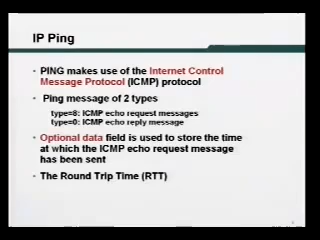 IP Ping
• PING makes use of the Internet Control
Message Protocol (ICMP) protocol
• Ping message of 2 types
type=8: ICMP echo request messages
type=0: ICMP echo reply message
• Optional data field is used to store the time
at which the ICMP echo request message
has been sent
• The Round Trip Time (RTT)